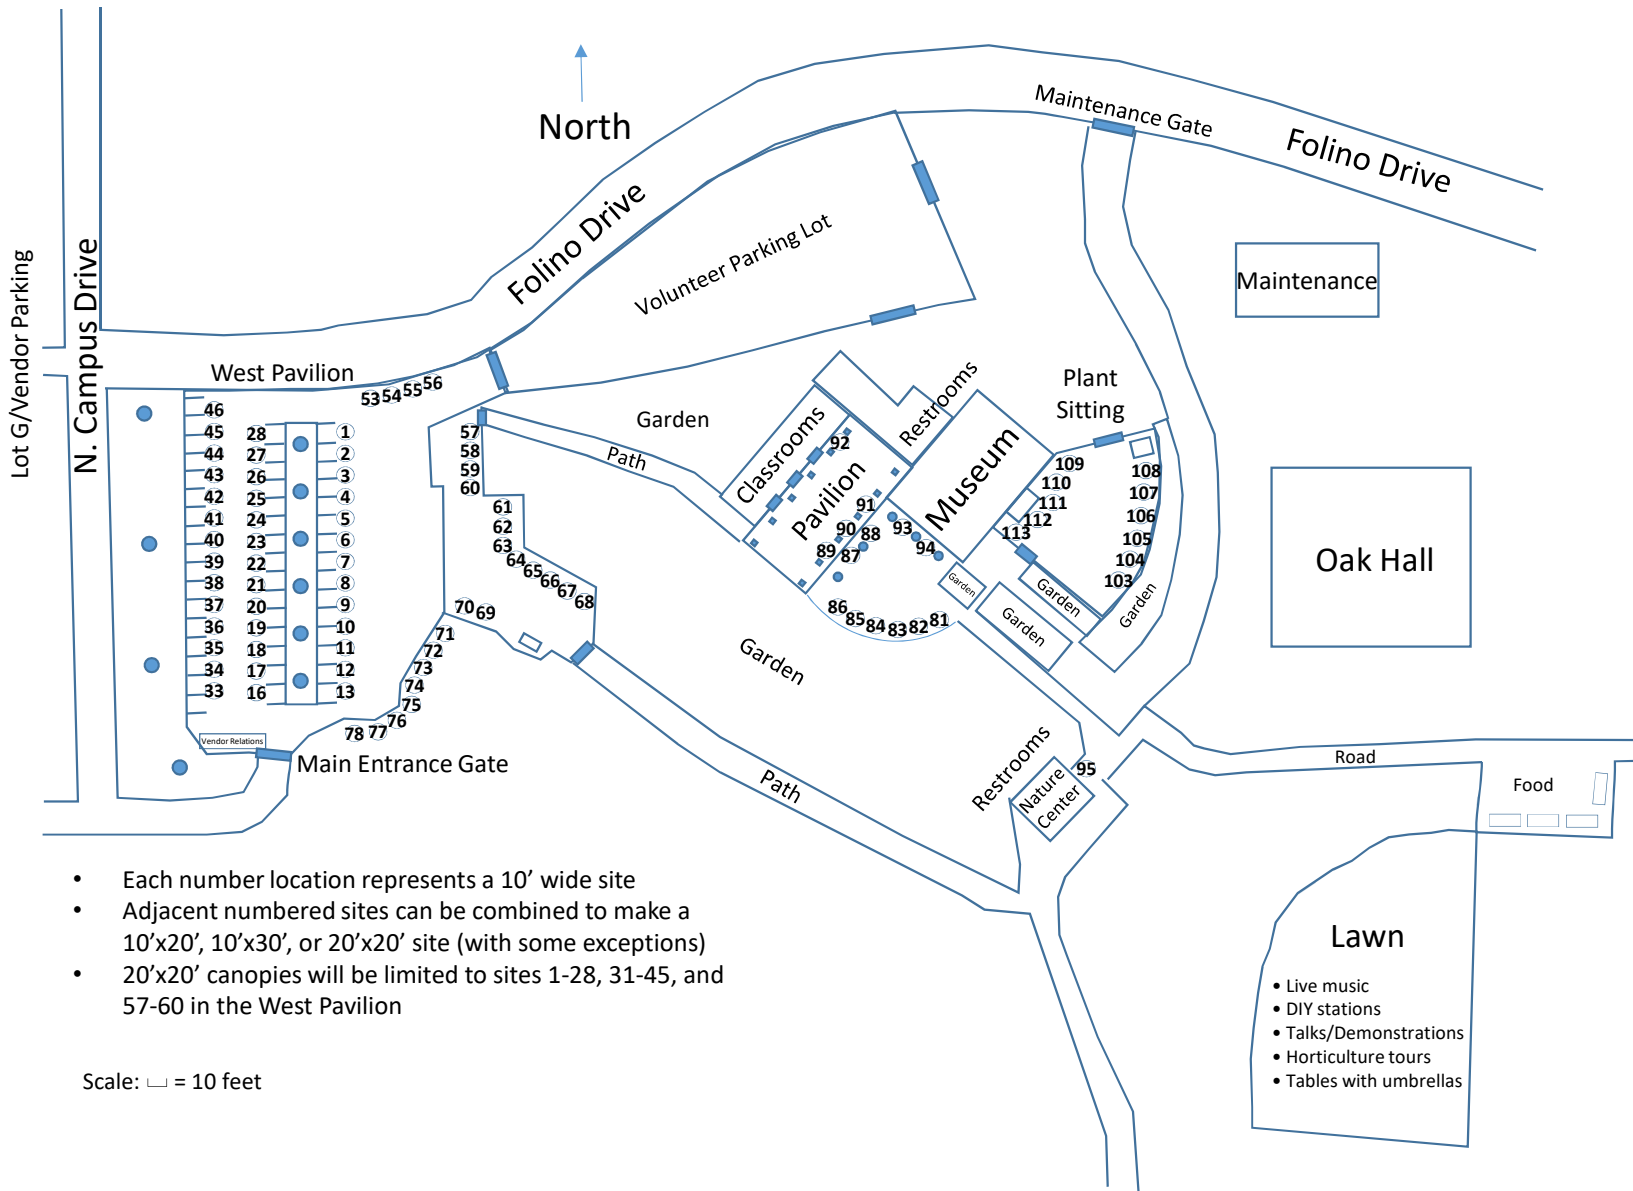 North
Maintenance Gate
Folino Drive
Folino Drive
Volunteer Parking Lot
Maintenance
Lot G/Vendor Parking
N. Campus Drive
West Pavilion
53 54 55 56
46
45
44
43
42
41
40
39
38
37
36
35
34
33
28
27
26
25
24
23
22
21
20
19
18
17
16
1
2
3
4
5
6
7
8
9
10
11
12
13
57
58
59
60
61
62
63
64
65
66
67
68
70 69
71
72
73
74
75
76
77
78
Vendor Relations
Main Entrance Gate
Garden
Path
Classrooms
Pavilion
Restrooms
Museum
92
91
90
88
89
87
93
94
86
85
84
83
82
81
Garden
Garden
Garden
Garden
Garden
Plant
Sitting
109
110
111
112
113
108
107
106
105
104
103
Oak Hall
Path
Restrooms
Nature
Center
95
Road
Food
Lawn
• Live music
• DIY stations
• Talks/Demonstrations
• Horticulture tours
• Tables with umbrellas
• Each number location represents a 10’ wide site
• Adjacent numbered sites can be combined to make a
10’x20’, 10’x30’, or 20’x20’ site (with some exceptions)
• 20’x20’ canopies will be limited to sites 1-28, 31-45, and
57-60 in the West Pavilion
Scale: = 10 feet